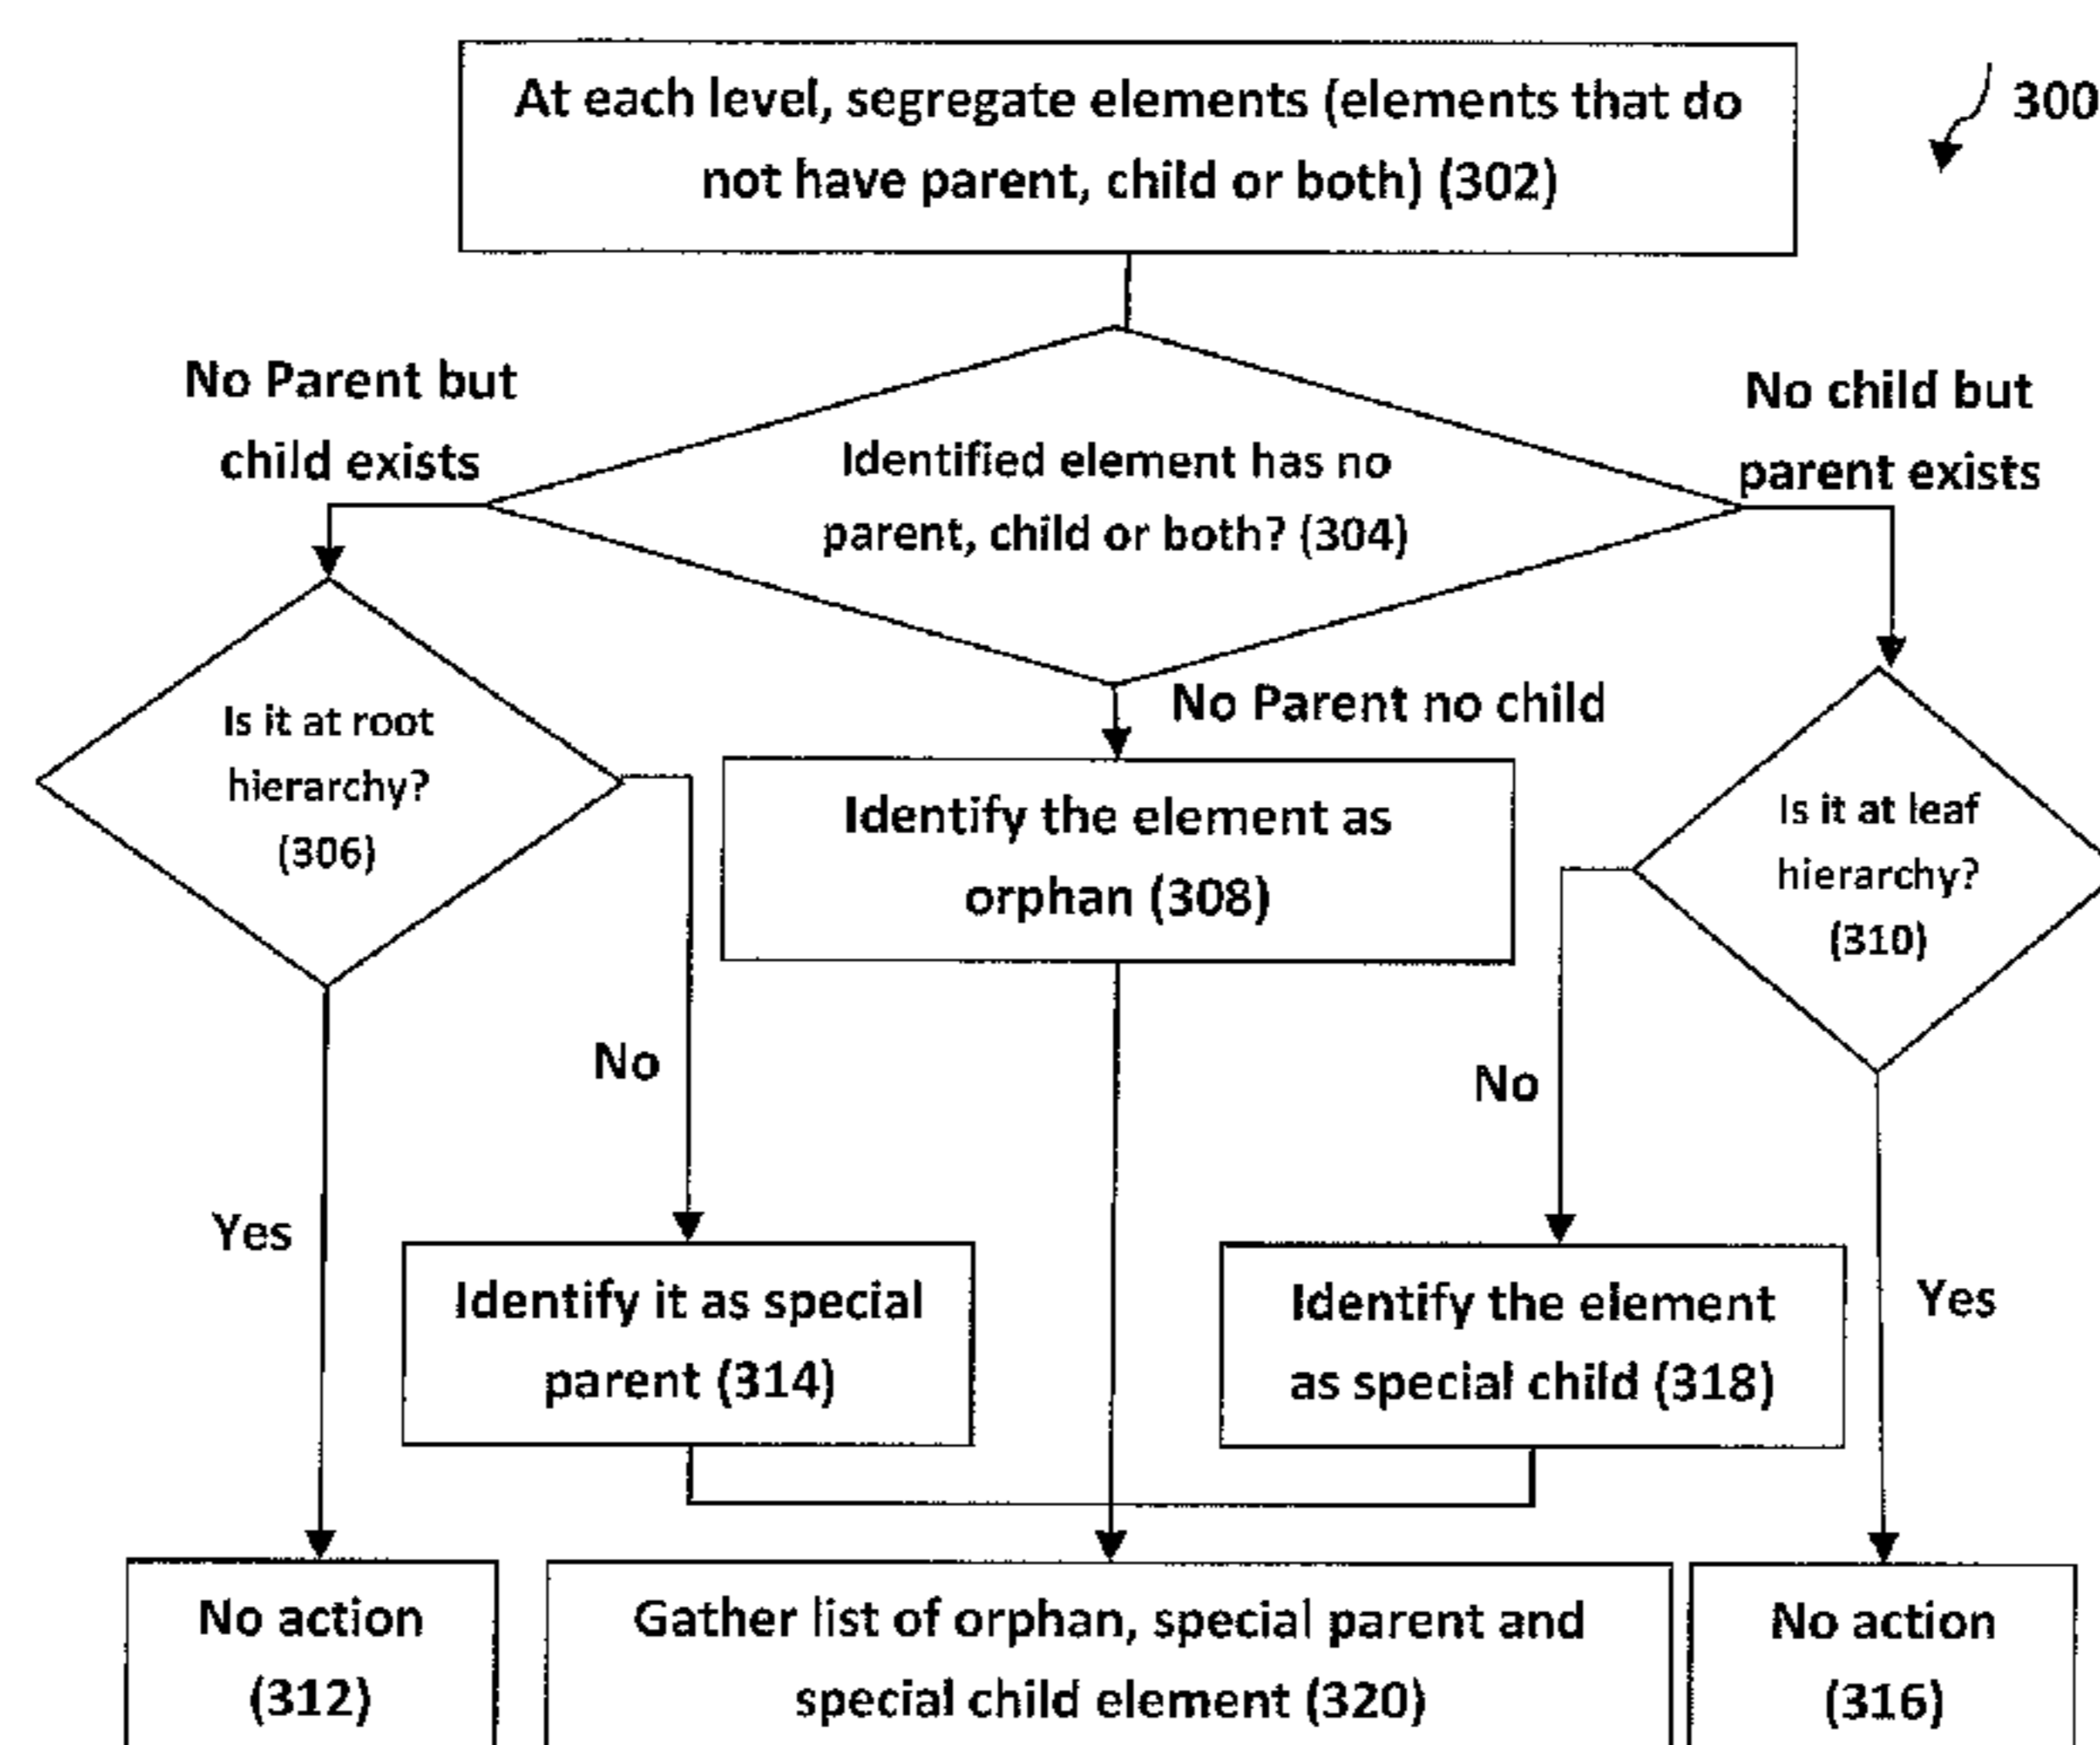 At each level, segregate elements (elements that do
not have parent, child or both) (302)
300
No Parent but
child exists
Identified element has no
parent, child or both? (304)
No child but
parent exists
Is it at root
hierarchy?
(306)
No Parent no child
Identify the element as
orphan (308)
Is it at leaf
hierarchy?
(310)
No
No
Yes
Identify it as special
parent (314)
Identify the element
as special child (318)
Yes
No action
(312)
Gather list of orphan, special parent and
special child element (320)
No action
(316)